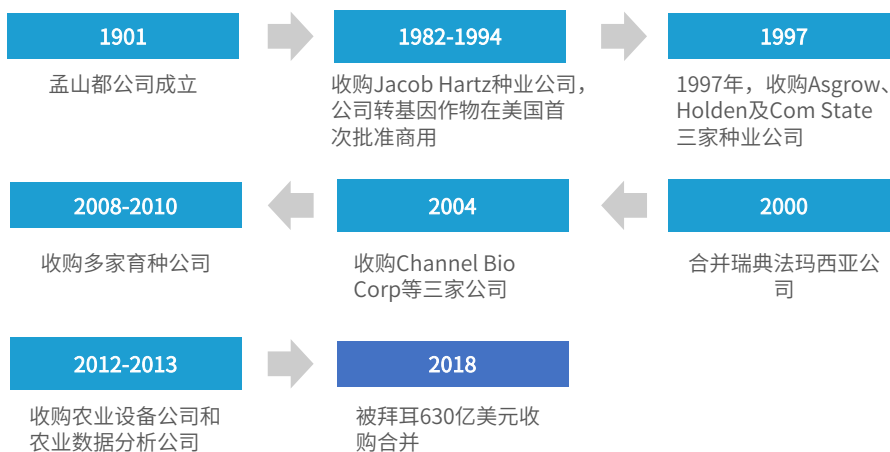 1901
孟山都公司成立
1982-1994
收购Jacob Hartz种业公司，
公司转基因作物在美国首
次批准商用
1997
1997年，收购Asgrow、
Holden及Com State
三家种业公司
2000
合并瑞典法玛西亚公
司
2004
收购Channel Bio
Corp等三家公司
2008-2010
收购多家育种公司
2012-2013
收购农业设备公司和
农业数据分析公司
2018
被拜耳630亿美元收
购合并